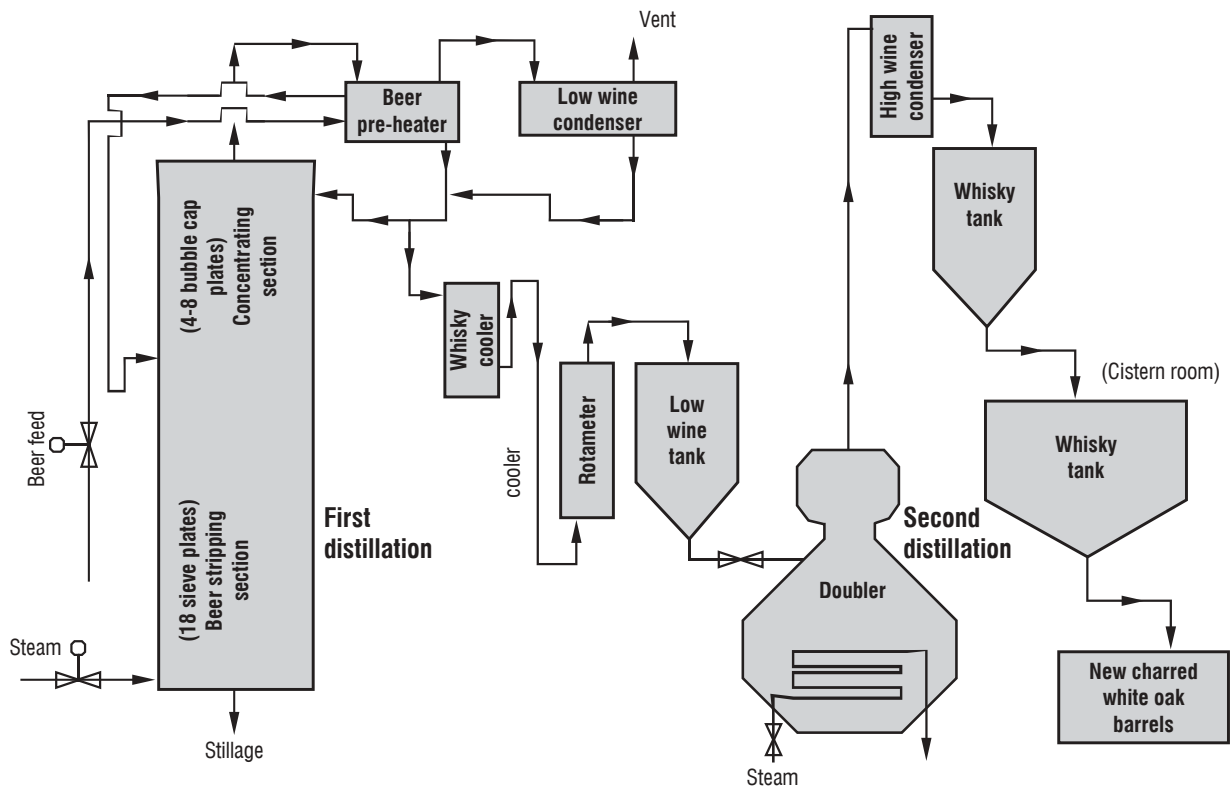 Vent
Beer
pre-heater
Low wine
condenser
High wine
condenser
Whisky
tank
(4-8 bubble cap
plates)
Concentrating
section
Whisky
cooler
cooler
Rotameter
Low
wine
tank
(Cistern room)
Whisky
tank
Beer feed
(18 sieve plates)
Beer stripping
section
First
distillation
Second
distillation
Doubler
Steam
Stillage
Steam
New charred
white oak
barrels